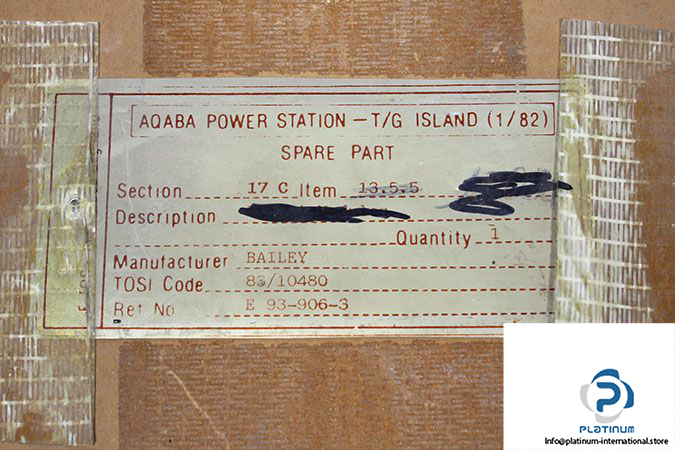 AQABA POWER STATION — T/G ISLAND (1/82)
SPARE PART
Section 17 C Item 13.5.5
Description
Quantity 1
Manufacturer BAILEY
TOSI Code 83/10480
Ref No E 93-906-3
PLATINUM
Info@platinum-international.store